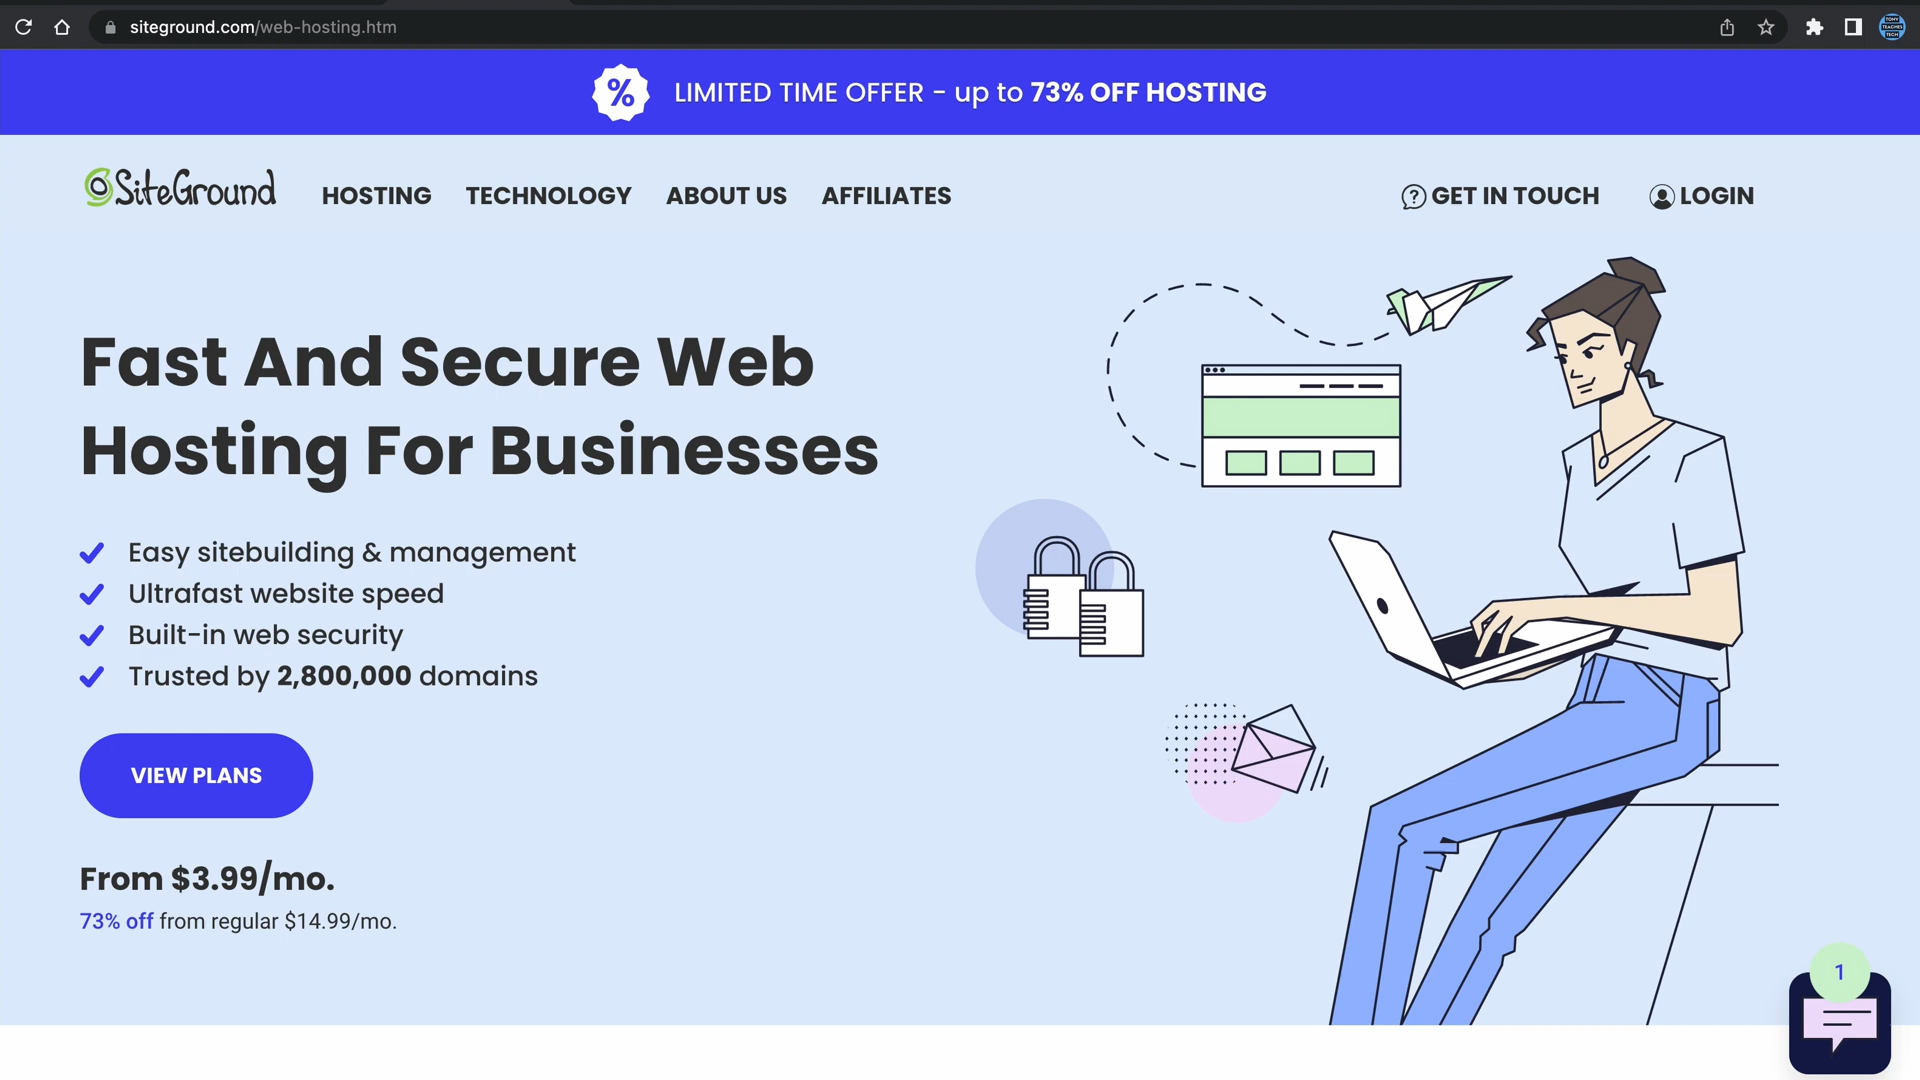 siteground.com/web-hosting.htm
TONY
TEACHES
TECH
% LIMITED TIME OFFER - up to 73% OFF HOSTING
SiteGround HOSTING TECHNOLOGY ABOUT US AFFILIATES GET IN TOUCH LOGIN
Fast And Secure Web
Hosting For Businesses
Easy sitebuilding & management
Ultrafast website speed
Built-in web security
Trusted by 2,800,000 domains
VIEW PLANS
From $3.99/mo.
73% off from regular $14.99/mo.
1